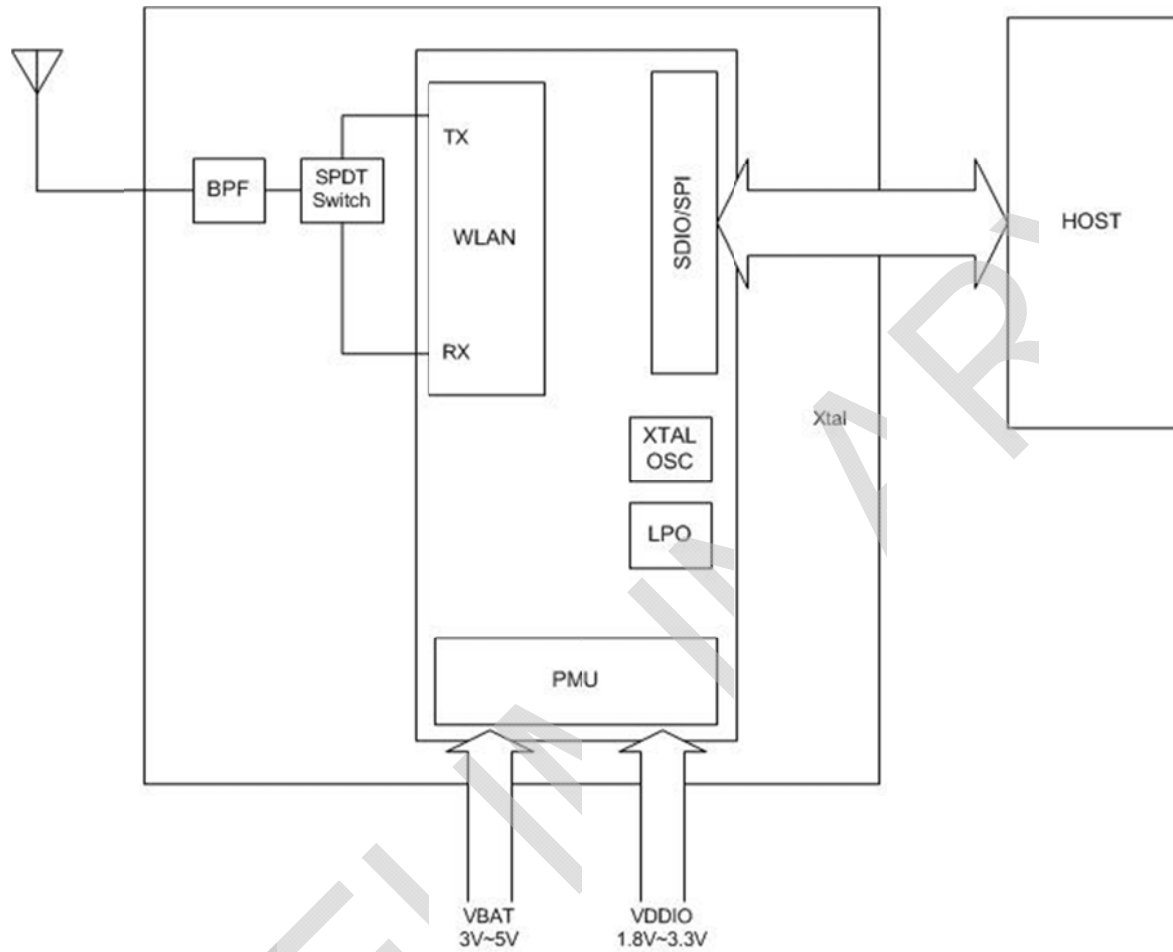 TX
BPF
SPDT
Switch
WLAN
RX
SDIO/SPI
HOST
Xtal
XTAL
OSC
LPO
PMU
VBAT
3V~5V
VDDIO
1.8V~3.3V